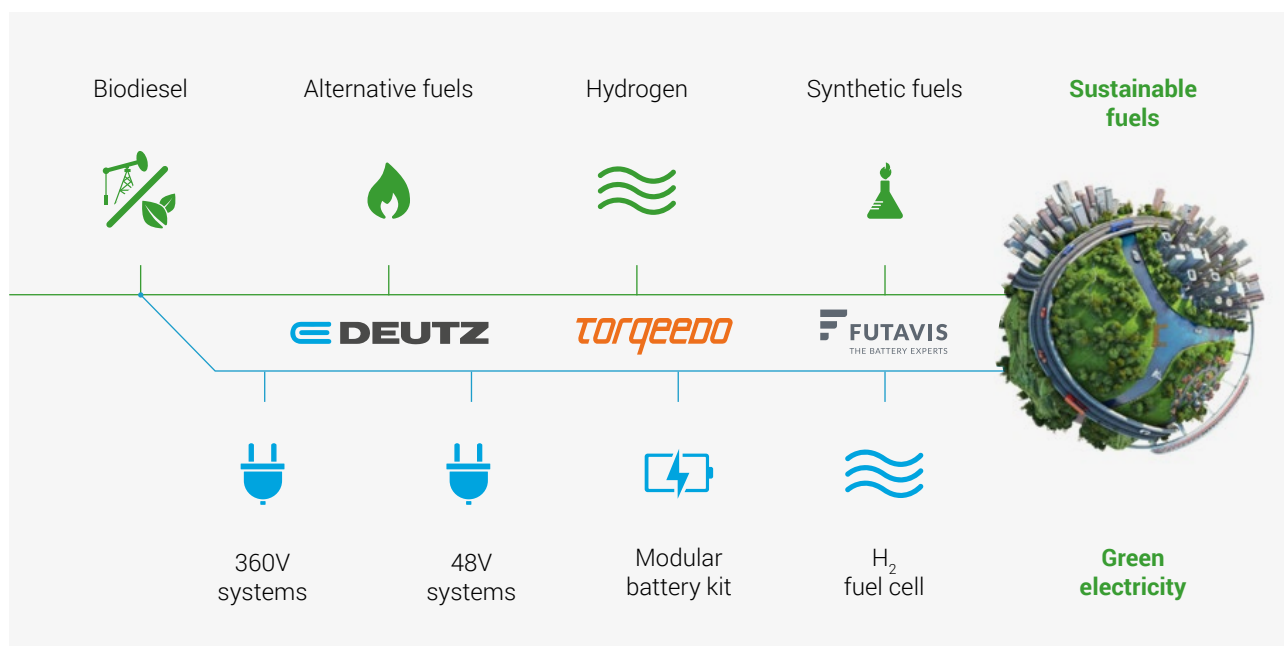 Biodiesel
Alternative fuels
Hydrogen
Synthetic fuels
Sustainable
fuels
DEUTZ
TORQEEDO
FUTAVIS
THE BATTERY EXPERTS
360V
systems
48V
systems
Modular
battery kit
H₂
fuel cell
Green
electricity